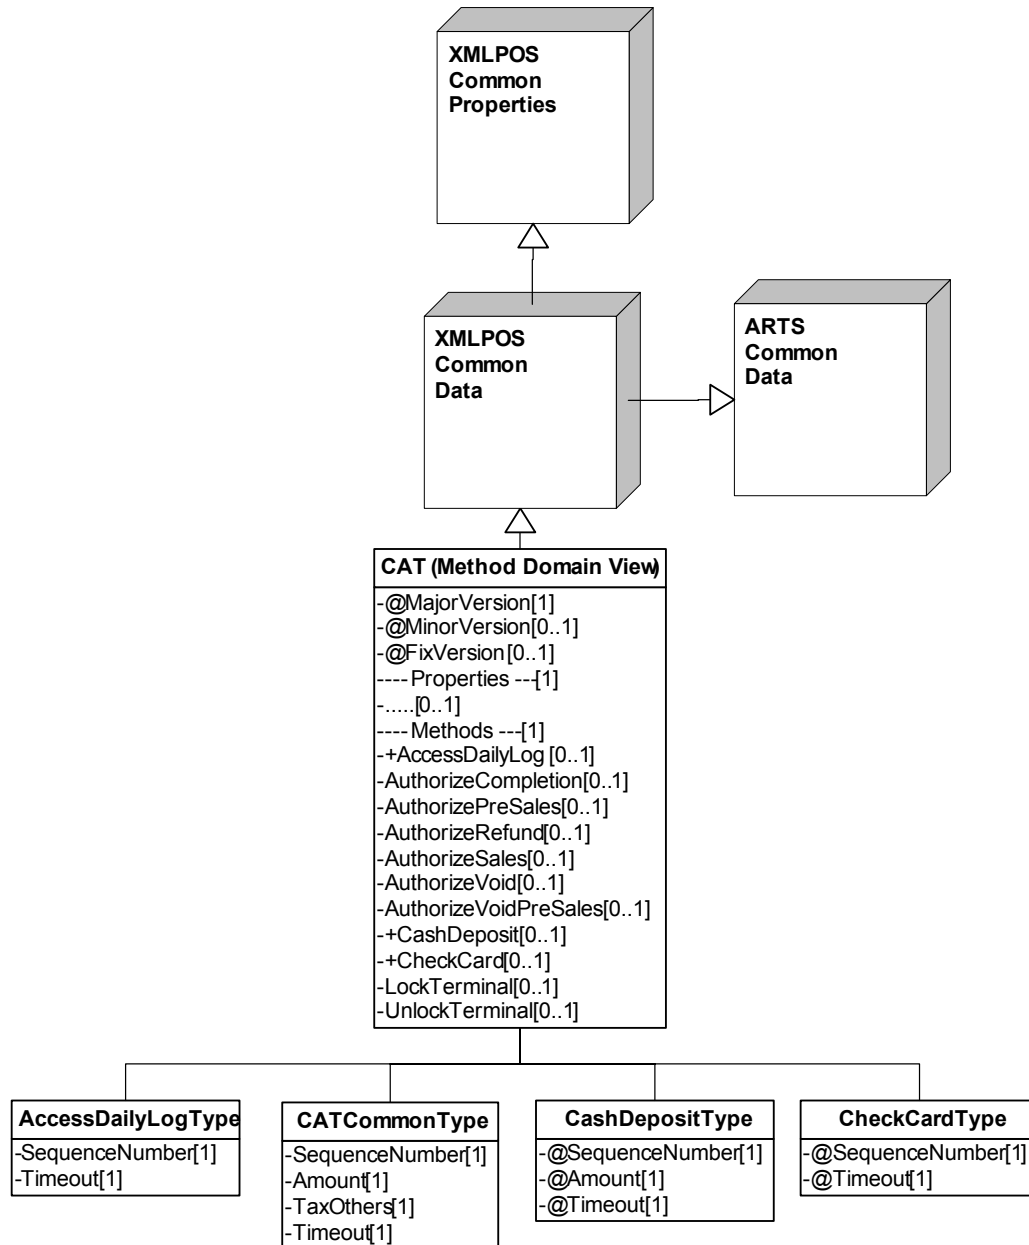 XMLPOS
Common
Properties
XMLPOS
Common
Data
ARTS
Common
Data
CAT (Method Domain View)
-@MajorVersion[1]
-@MinorVersion[0..1]
-@FixVersion[0..1]
---- Properties ---[1]
-.....[0..1]
---- Methods ---[1]
-+AccessDailyLog [0..1]
-AuthorizeCompletion[0..1]
-AuthorizePreSales[0..1]
-AuthorizeRefund[0..1]
-AuthorizeSales[0..1]
-AuthorizeVoid[0..1]
-AuthorizeVoidPreSales[0..1]
-+CashDeposit[0..1]
-+CheckCard[0..1]
-LockTerminal[0..1]
-UnlockTerminal[0..1]
AccessDailyLogType
-SequenceNumber[1]
-Timeout[1]
CATCommonType
-SequenceNumber[1]
-Amount[1]
-TaxOthers[1]
-Timeout[1]
CashDepositType
-@SequenceNumber[1]
-@Amount[1]
-@Timeout[1]
CheckCardType
-@SequenceNumber[1]
-@Timeout[1]